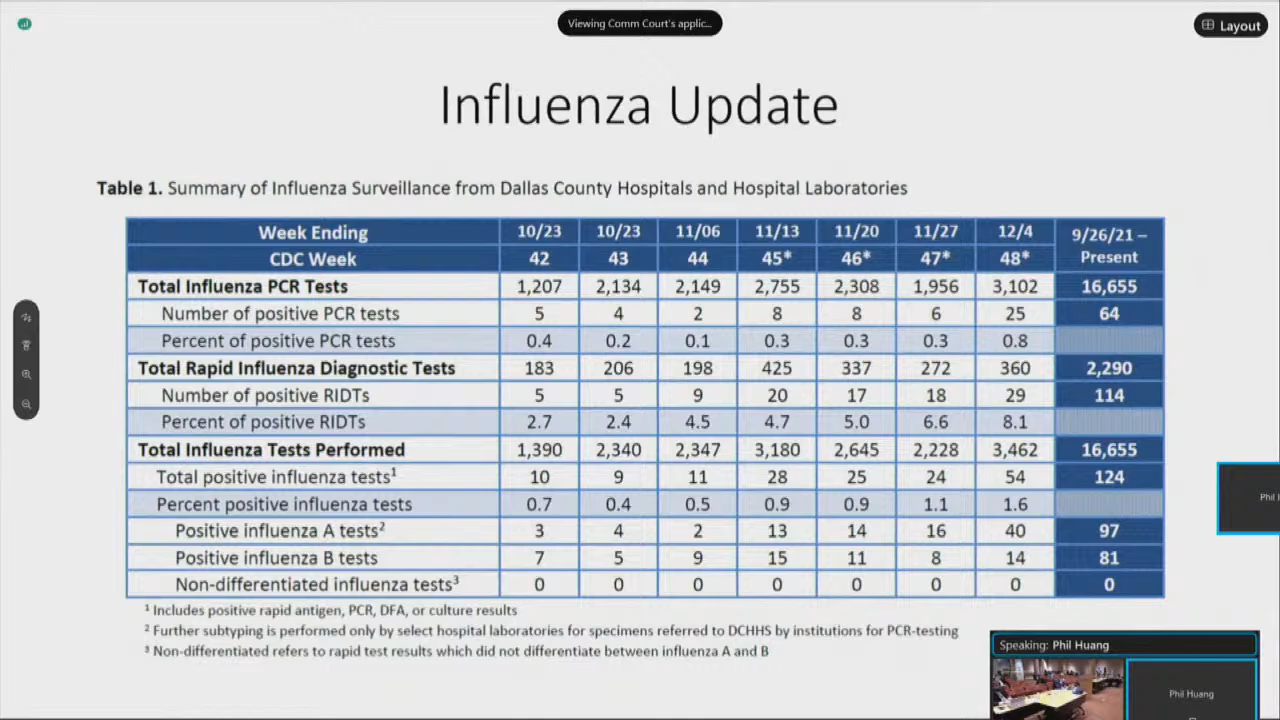 Viewing Comm Court's applic...
Layout
Influenza Update
Table 1. Summary of Influenza Surveillance from Dallas County Hospitals and Hospital Laboratories
Week Ending 10/23 10/23 11/06 11/13 11/20 11/27 12/4 9/26/21 – Present
CDC Week 42 43 44 45* 46* 47* 48*
Total Influenza PCR Tests 1,207 2,134 2,149 2,755 2,308 1,956 3,102 16,655
Number of positive PCR tests 5 4 2 8 8 6 25 64
Percent of positive PCR tests 0.4 0.2 0.1 0.3 0.3 0.3 0.8
Total Rapid Influenza Diagnostic Tests 183 206 198 425 337 272 360 2,290
Number of positive RIDTs 5 5 9 20 17 18 29 114
Percent of positive RIDTs 2.7 2.4 4.5 4.7 5.0 6.6 8.1
Total Influenza Tests Performed 1,390 2,340 2,347 3,180 2,645 2,228 3,462 16,655
Total positive influenza tests¹ 10 9 11 28 25 24 54 124
Percent positive influenza tests 0.7 0.4 0.5 0.9 0.9 1.1 1.6
Positive influenza A tests² 3 4 2 13 14 16 40 97
Positive influenza B tests 7 5 9 15 11 8 14 81
Non-differentiated influenza tests³ 0 0 0 0 0 0 0 0
¹ Includes positive rapid antigen, PCR, DFA, or culture results
² Further subtyping is performed only by select hospital laboratories for specimens referred to DCHHS by institutions for PCR-testing
³ Non-differentiated refers to rapid test results which did not differentiate between influenza A and B
Phil
Speaking: Phil Huang
Phil Huang